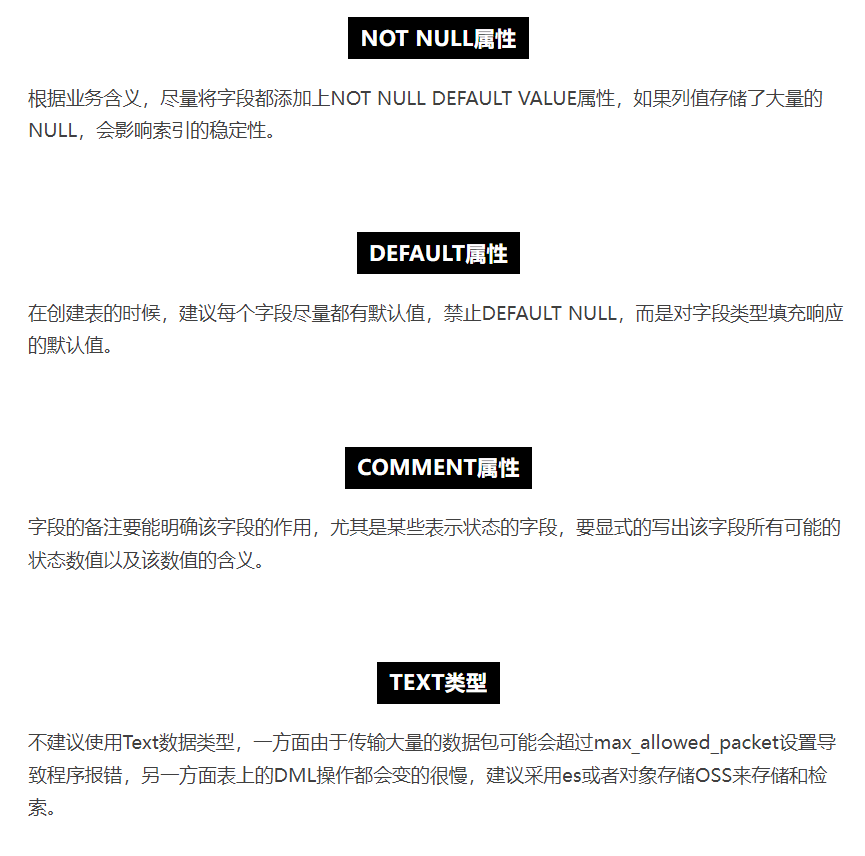 NOT NULL属性
根据业务含义，尽量将字段都添加上NOT NULL DEFAULT VALUE属性，如果列值存储了大量的
NULL，会影响索引的稳定性。
DEFAULT属性
在创建表的时候，建议每个字段尽量都有默认值，禁止DEFAULT NULL，而是对字段类型填充响应
的默认值。
COMMENT属性
字段的备注要能明确该字段的作用，尤其是某些表示状态的字段，要显式的写出该字段所有可能的
状态数值以及该数值的含义。
TEXT类型
不建议使用Text数据类型，一方面由于传输大量的数据包可能会超过max_allowed_packet设置导
致程序报错，另一方面表上的DML操作都会变的很慢，建议采用es或者对象存储OSS来存储和检
索。